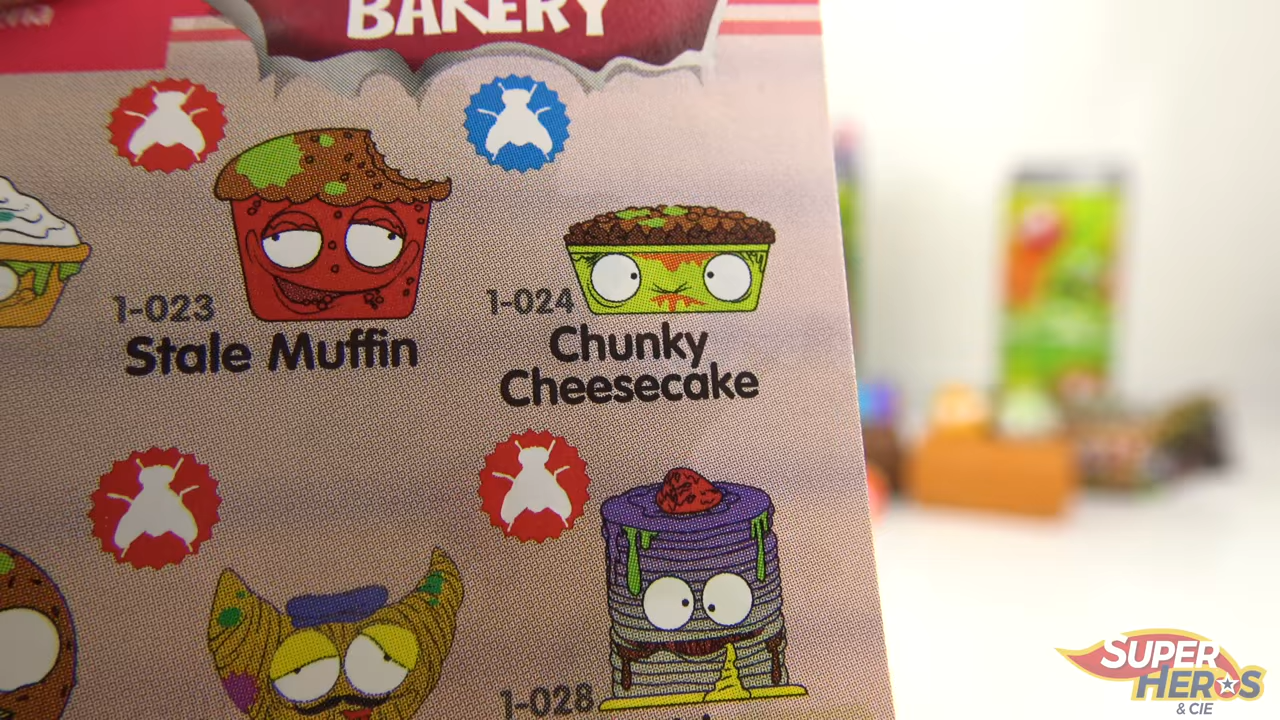 BAKERY
1-023
Stale Muffin
1-024
Chunky
Cheesecake
1-028
SUPER
HEROS
& CIE